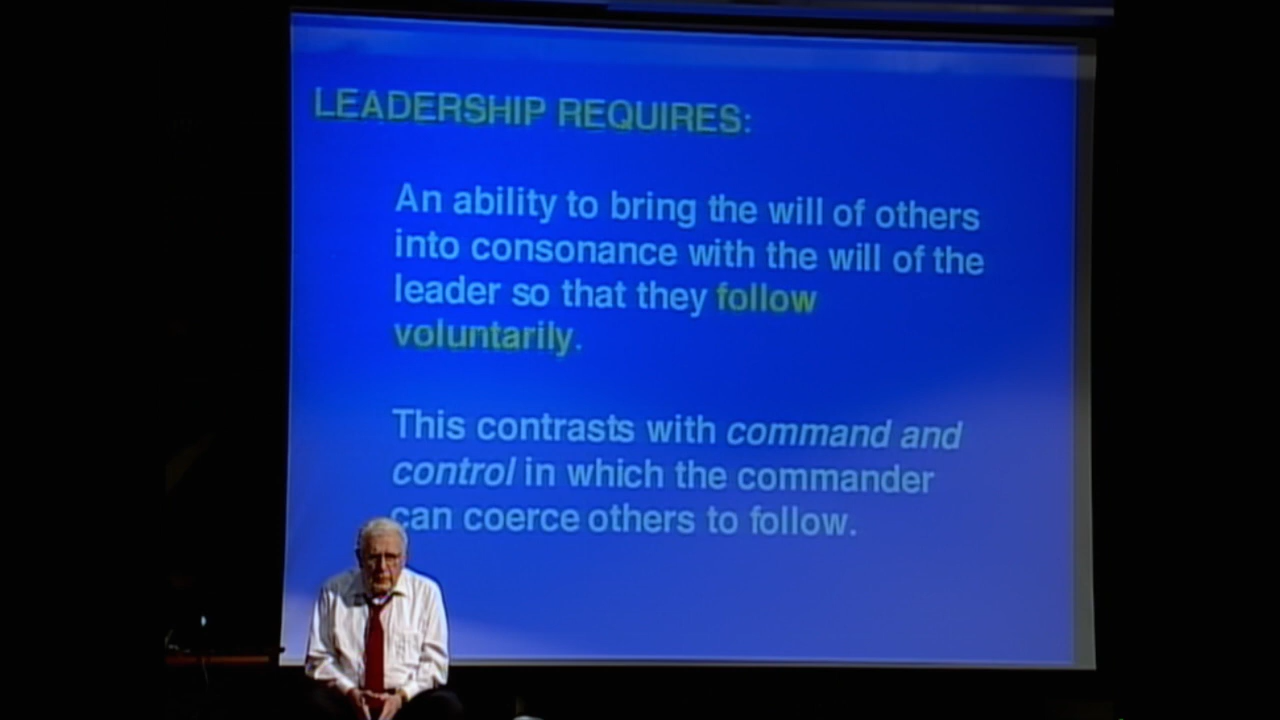 LEADERSHIP REQUIRES:
An ability to bring the will of others
into consonance with the will of the
leader so that they follow
voluntarily.
This contrasts with command and
control in which the commander
can coerce others to follow.